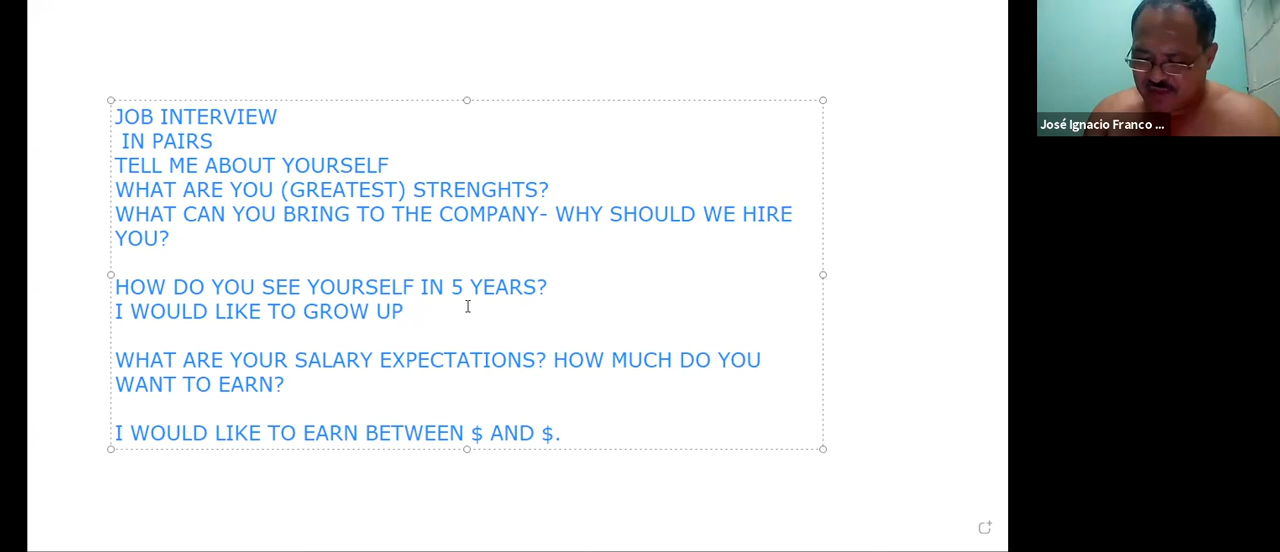 JOB INTERVIEW
IN PAIRS
TELL ME ABOUT YOURSELF
WHAT ARE YOU (GREATEST) STRENGHTS?
WHAT CAN YOU BRING TO THE COMPANY- WHY SHOULD WE HIRE
YOU?
HOW DO YOU SEE YOURSELF IN 5 YEARS?
I WOULD LIKE TO GROW UP
WHAT ARE YOUR SALARY EXPECTATIONS? HOW MUCH DO YOU
WANT TO EARN?
I WOULD LIKE TO EARN BETWEEN $ AND $.
José Ignacio Franco ...